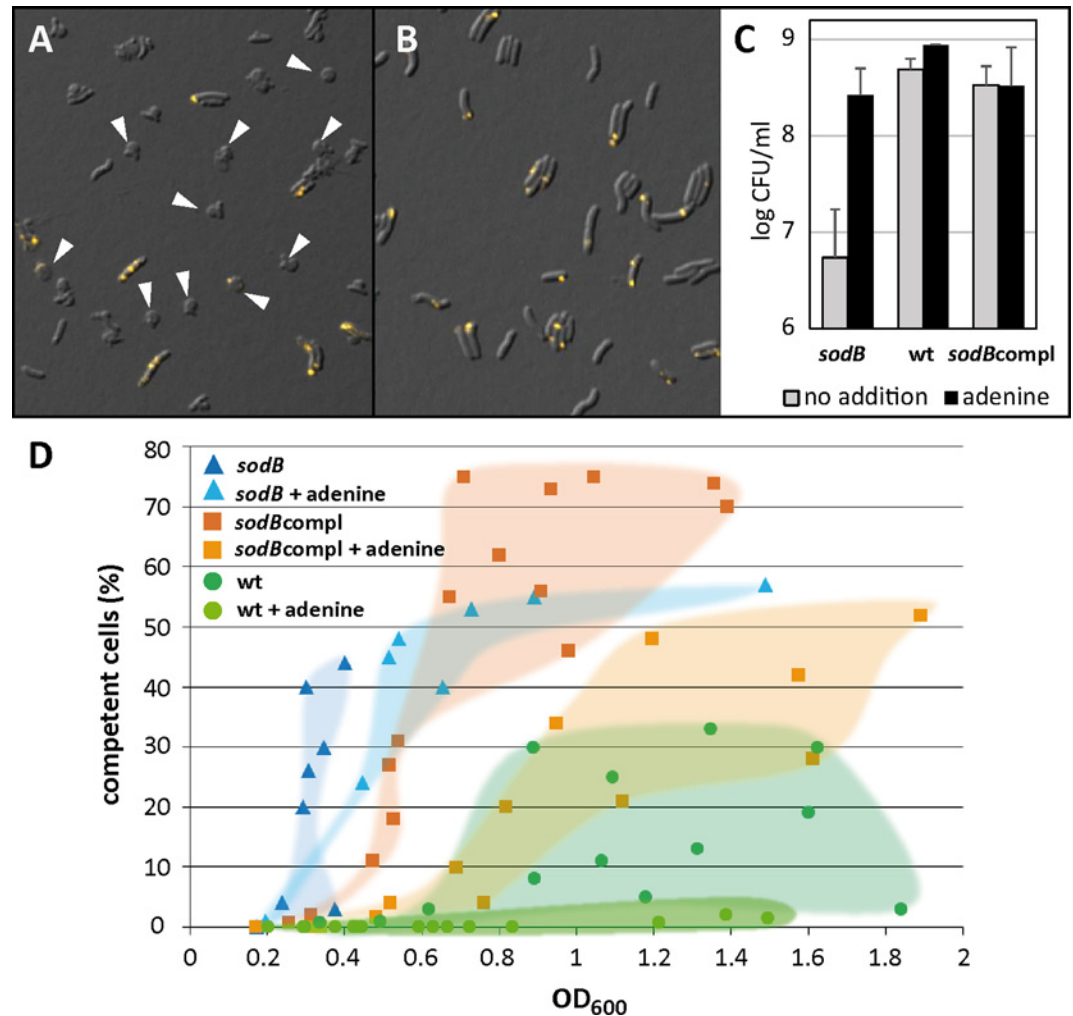 A
B
C
log CFU/ml
9
8
7
6
sodB wt sodBcompl
no addition adenine
D
competent cells (%)
80
70
60
50
40
30
20
10
0
sodB
sodB + adenine
sodBcompl
sodBcompl + adenine
wt
wt + adenine
0 0.2 0.4 0.6 0.8 1 1.2 1.4 1.6 1.8 2
OD600